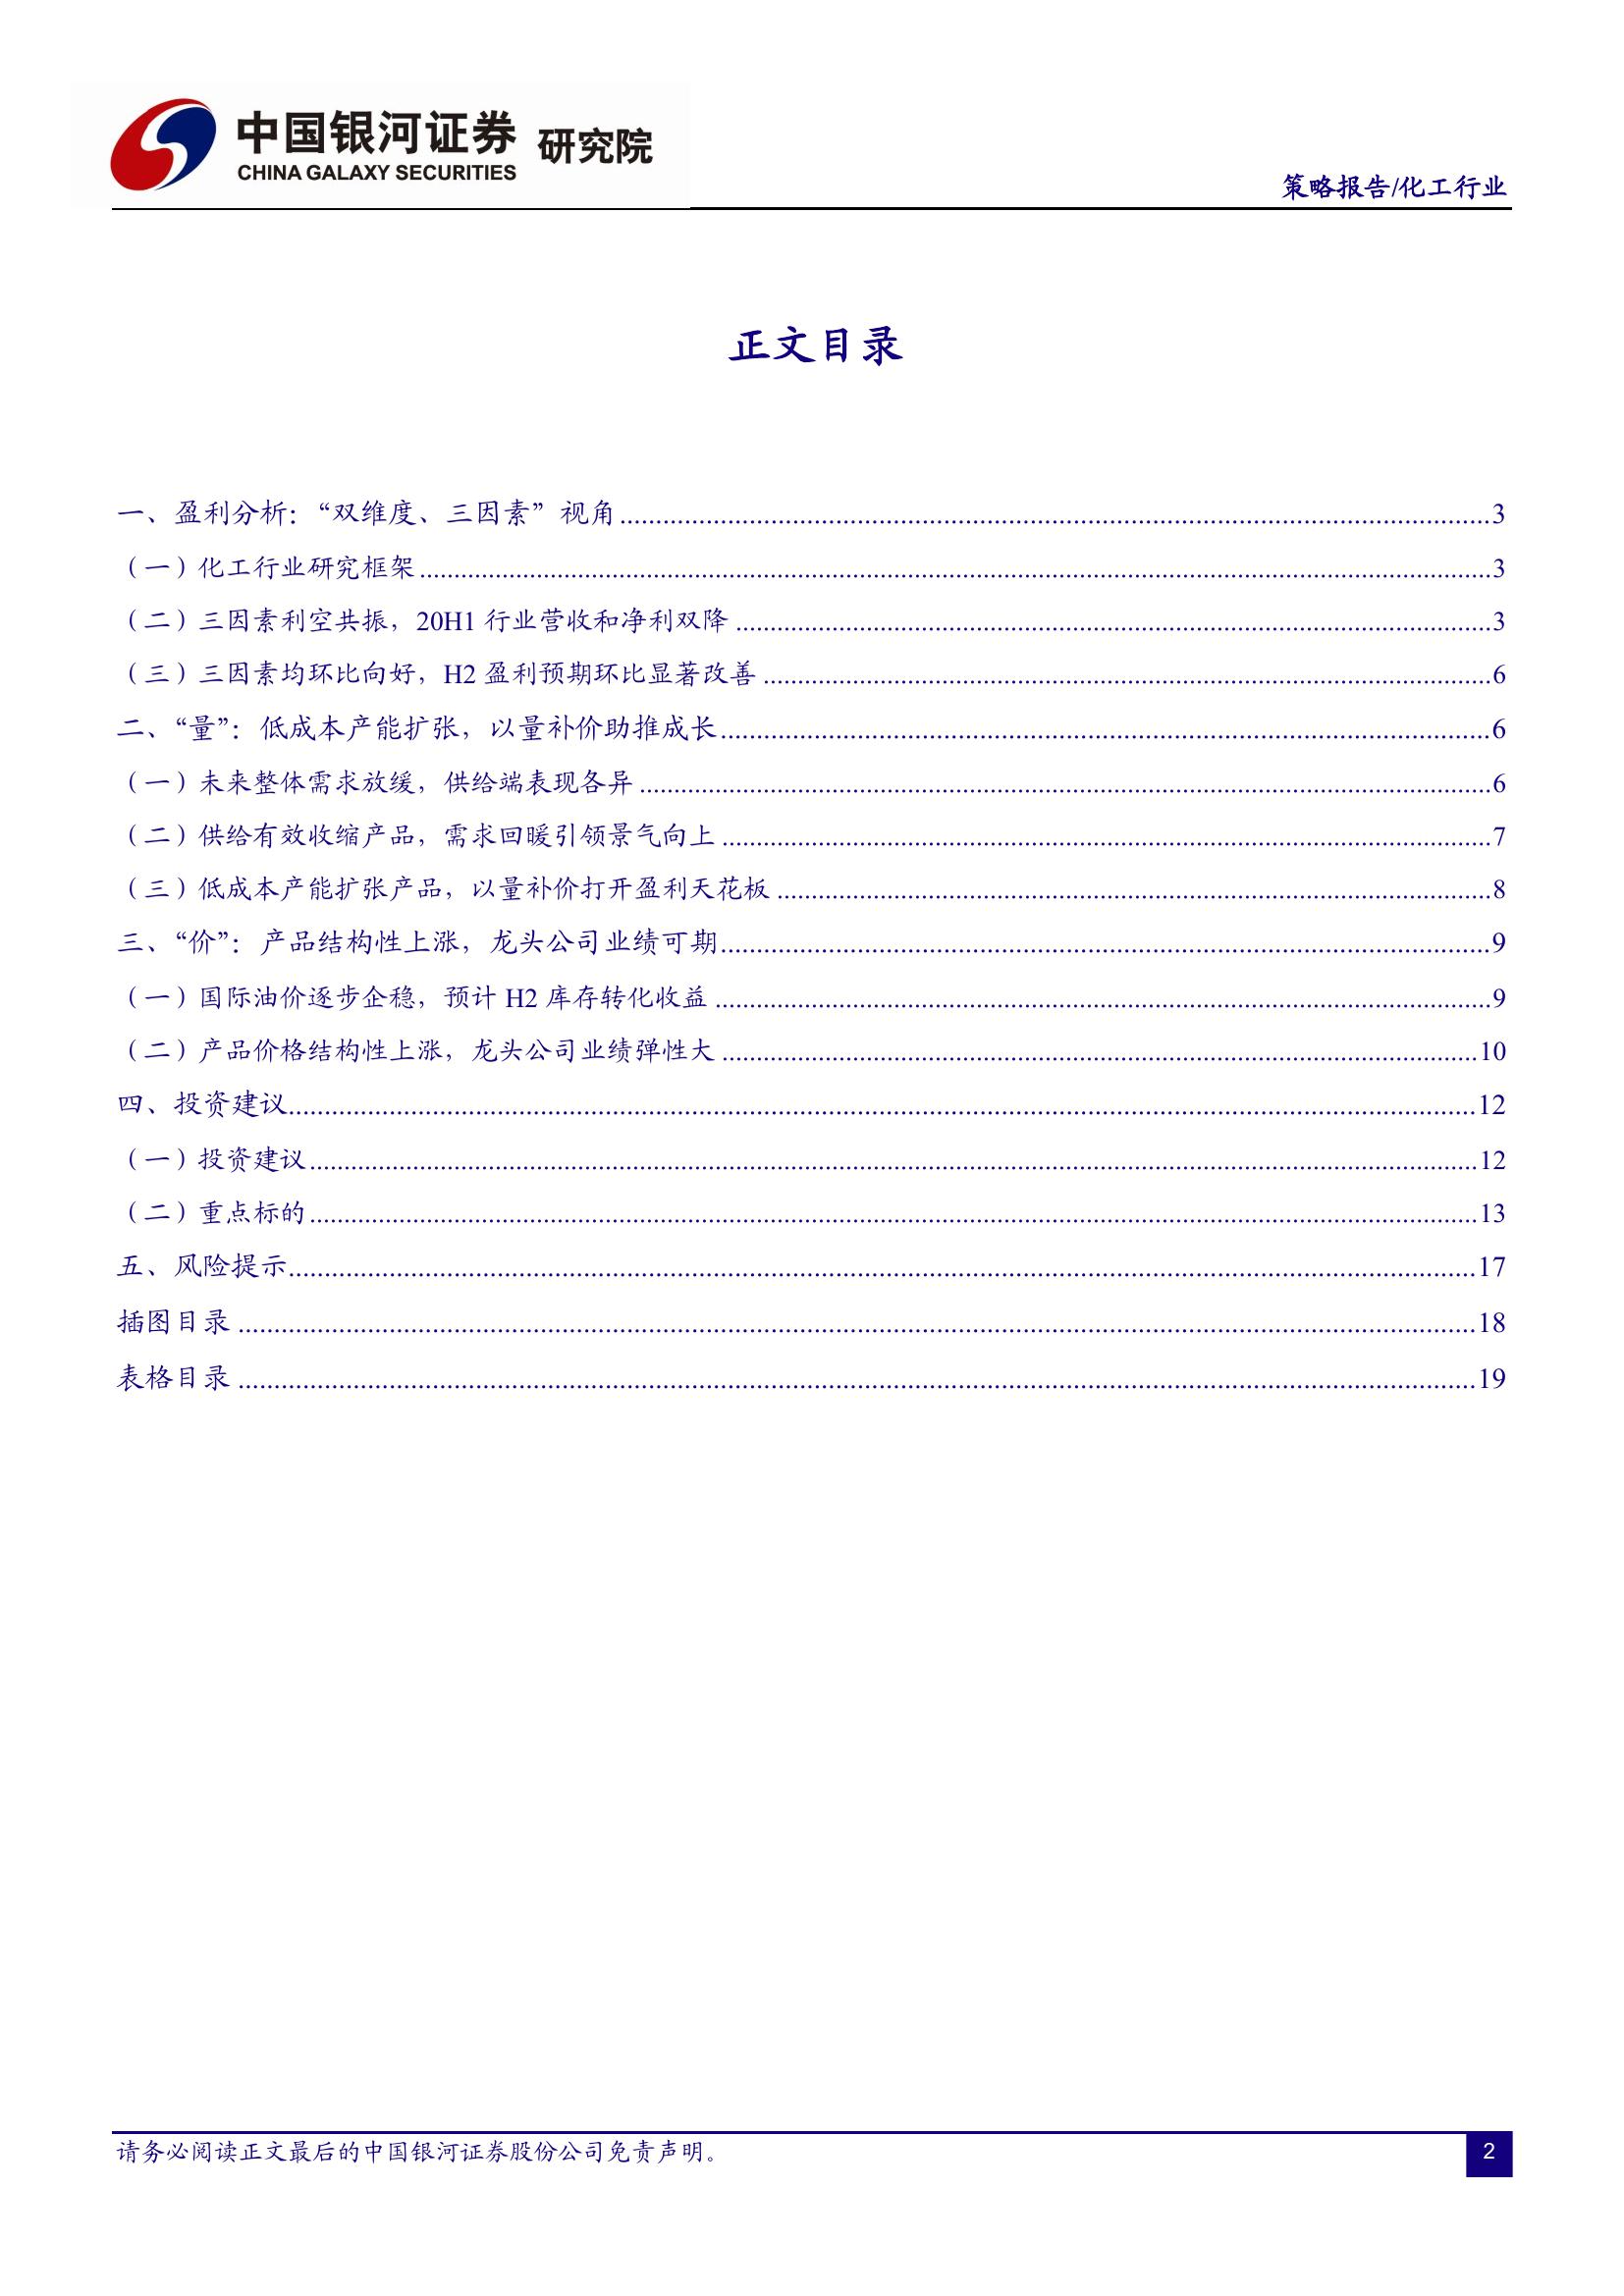 中国银河证券 研究院
CHINA GALAXY SECURITIES
策略报告/化工行业
正文目录
一、盈利分析：“双维度、三因素”视角 3
（一）化工行业研究框架 3
（二）三因素利空共振，20H1 行业营收和净利双降 3
（三）三因素均环比向好，H2 盈利预期环比显著改善 6
二、“量”：低成本产能扩张，以量补价助推成长 6
（一）未来整体需求放缓，供给端表现各异 6
（二）供给有效收缩产品，需求回暖引领景气向上 7
（三）低成本产能扩张产品，以量补价打开盈利天花板 8
三、“价”：产品结构性上涨，龙头公司业绩可期 9
（一）国际油价逐步企稳，预计 H2 库存转化收益 9
（二）产品价格结构性上涨，龙头公司业绩弹性大 10
四、投资建议 12
（一）投资建议 12
（二）重点标的 13
五、风险提示 17
插图目录 18
表格目录 19
请务必阅读正文最后的中国银河证券股份公司免责声明。
2